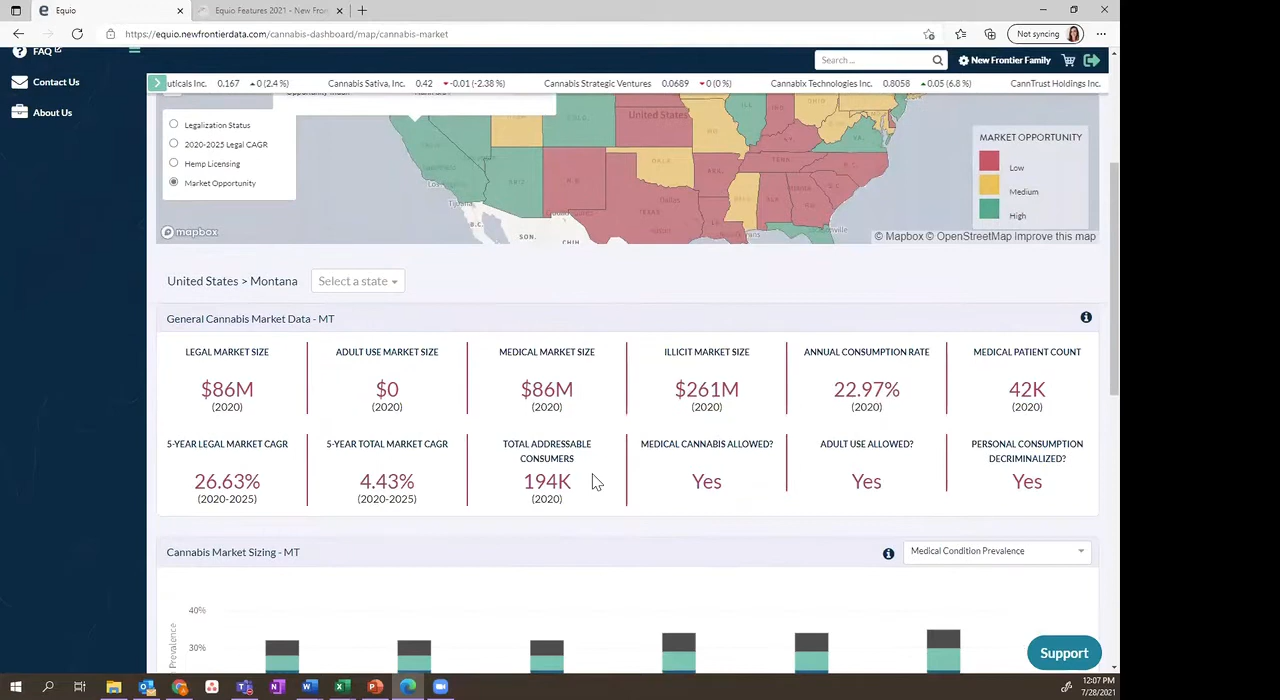 Equio
Equio Features 2021 - New Fron
https://equio.newfrontierdata.com/cannabis-dashboard/map/cannabis-market
Not syncing
FAQ
Search ...
New Frontier Family
Contact Us
uticals Inc. 0.167 0 (2.4 %) Cannabis Sativa, Inc. 0.42 -0.01 (-2.38 %) Cannabis Strategic Ventures 0.0689 0 (0 %) Cannabix Technologies Inc. 0.8058 0.05 (6.8 %) CannTrust Holdings Inc.
About Us
United States
Legalization Status
2020-2025 Legal CAGR
Hemp Licensing
Market Opportunity
MARKET OPPORTUNITY
Low
Medium
High
OKLA.
ARK.
TENN.
TEXAS
Dallas
Tijuana
B.C.
SON.
CHIH
mapbox
© Mapbox © OpenStreetMap Improve this map
United States > Montana
Select a state
General Cannabis Market Data - MT
LEGAL MARKET SIZE
$86M
(2020)
ADULT USE MARKET SIZE
$0
(2020)
MEDICAL MARKET SIZE
$86M
(2020)
ILLICIT MARKET SIZE
$261M
(2020)
ANNUAL CONSUMPTION RATE
22.97%
(2020)
MEDICAL PATIENT COUNT
42K
(2020)
5-YEAR LEGAL MARKET CAGR
26.63%
(2020-2025)
5-YEAR TOTAL MARKET CAGR
4.43%
(2020-2025)
TOTAL ADDRESSABLE
CONSUMERS
194K
(2020)
MEDICAL CANNABIS ALLOWED?
Yes
ADULT USE ALLOWED?
Yes
PERSONAL CONSUMPTION
DECRIMINALIZED?
Yes
Cannabis Market Sizing - MT
Medical Condition Prevalence
40%
30%
Prevalence
Support
12:07 PM
7/28/2021